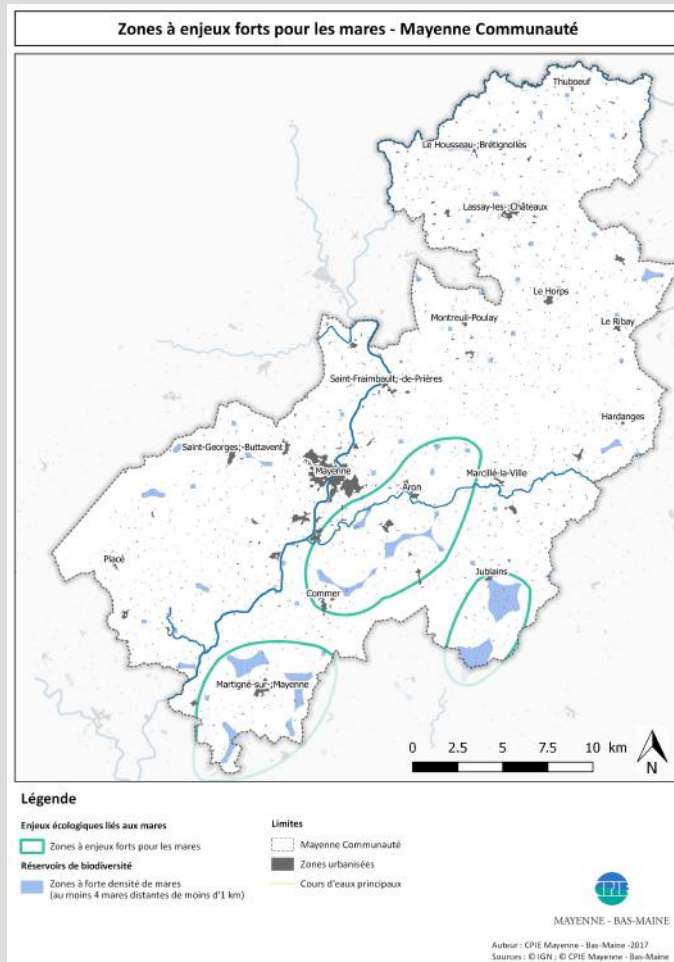 Zones à enjeux forts pour les mares - Mayenne Communauté
Thuboeuf
Le Housseau-;Brétignolles
Lassay-les-;Châteaux
Le Horps
Montreuil-Poulay
Le Ribay
Saint-Fraimbault;-de-Prières
Hardanges
Saint-Georges;-Buttavent
Mayenne
Marcillé-la-Ville
Aron
Placé
Jublains
Commer
Martigné-sur-;Mayenne
0 2.5 5 7.5 10 km
N
Légende
Enjeux écologiques liés aux mares
Zones à enjeux forts pour les mares
Réservoirs de biodiversité
Zones à forte densité de mares
(au moins 4 mares distantes de moins d'1 km)
Limites
Mayenne Communauté
Zones urbanisées
Cours d'eaux principaux
CPIE
MAYENNE - BAS-MAINE
Auteur : CPIE Mayenne - Bas-Maine -2017
Sources : © IGN ; © CPIE Mayenne - Bas-Maine